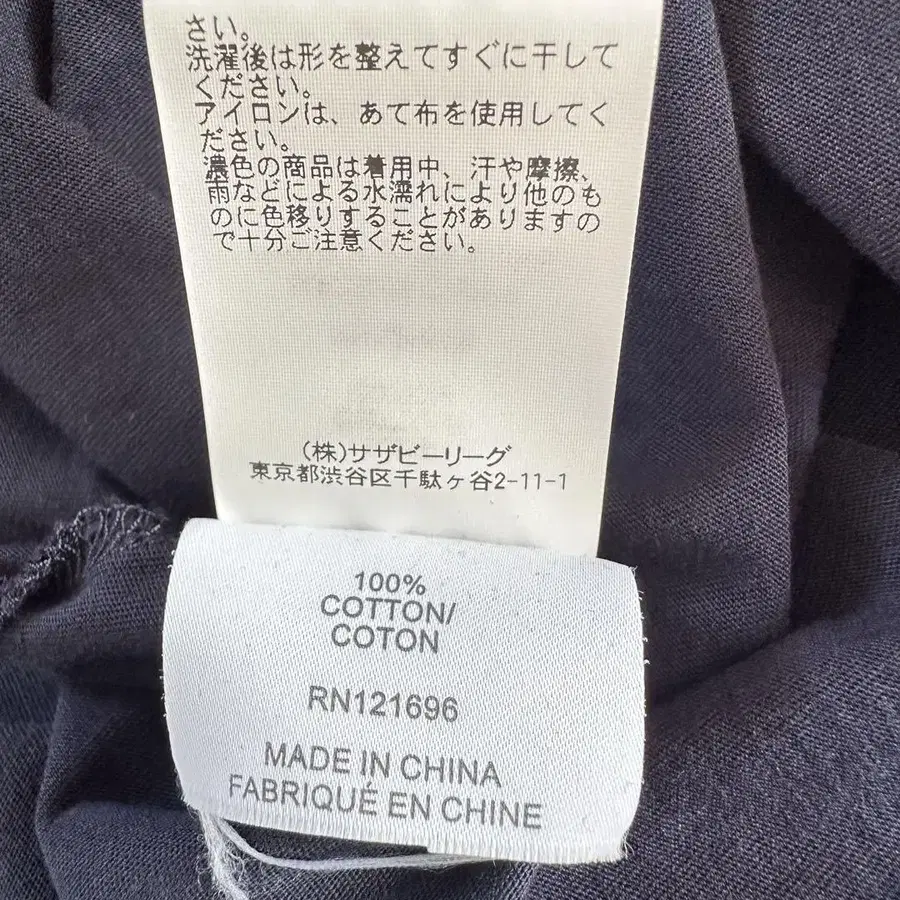 さい。
洗濯後は形を整えてすぐに干して
ください。
アイロンは、あて布を使用してく
ださい。
濃色の商品は着用中、汗や摩擦、
雨などによる水濡れにより他のも
のに色移りすることがありますの
で十分ご注意ください。
(株)サザビーリーグ
東京都渋谷区千駄ヶ谷2-11-1
100%
COTTON/
COTON
RN121696
MADE IN CHINA
FABRIQUÉ EN CHINE